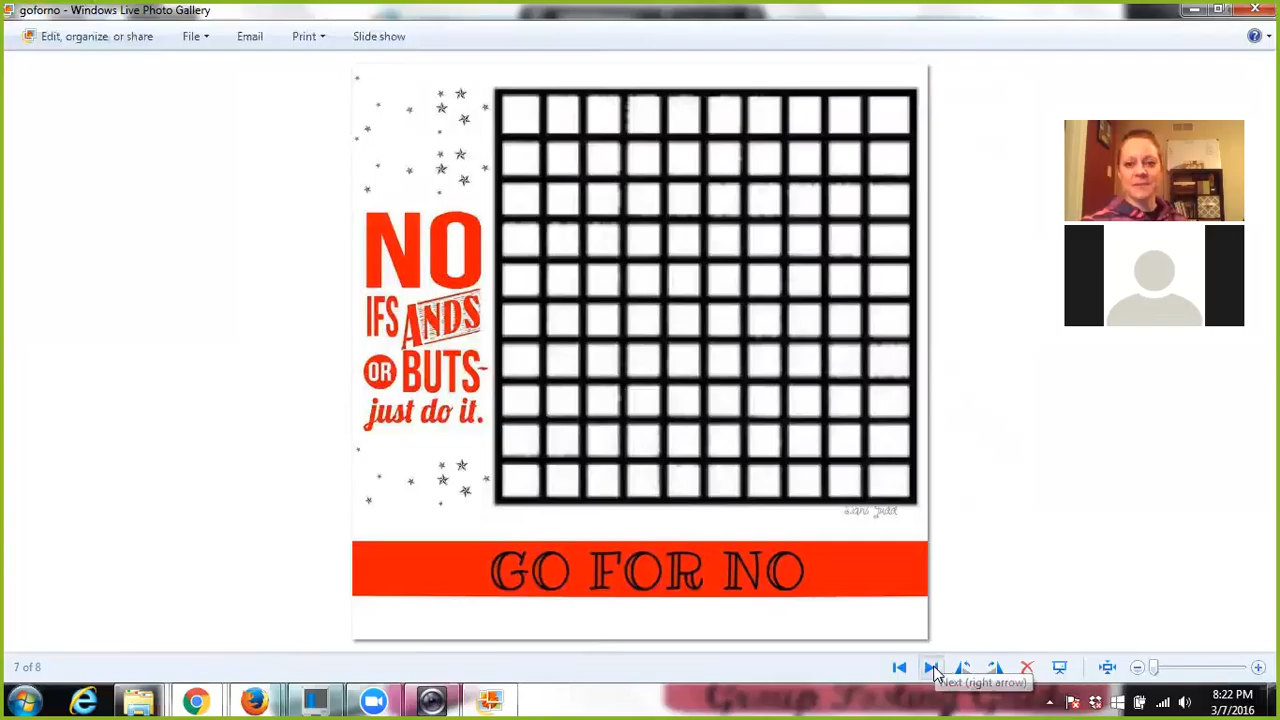 goforno - Windows Live Photo Gallery
Edit, organize, or share File Email Print Slide show
NO
IFS ANDS
OR BUTS-
just do it.
GO FOR NO
7 of 8
Next (right arrow)
8:22 PM
3/7/2016